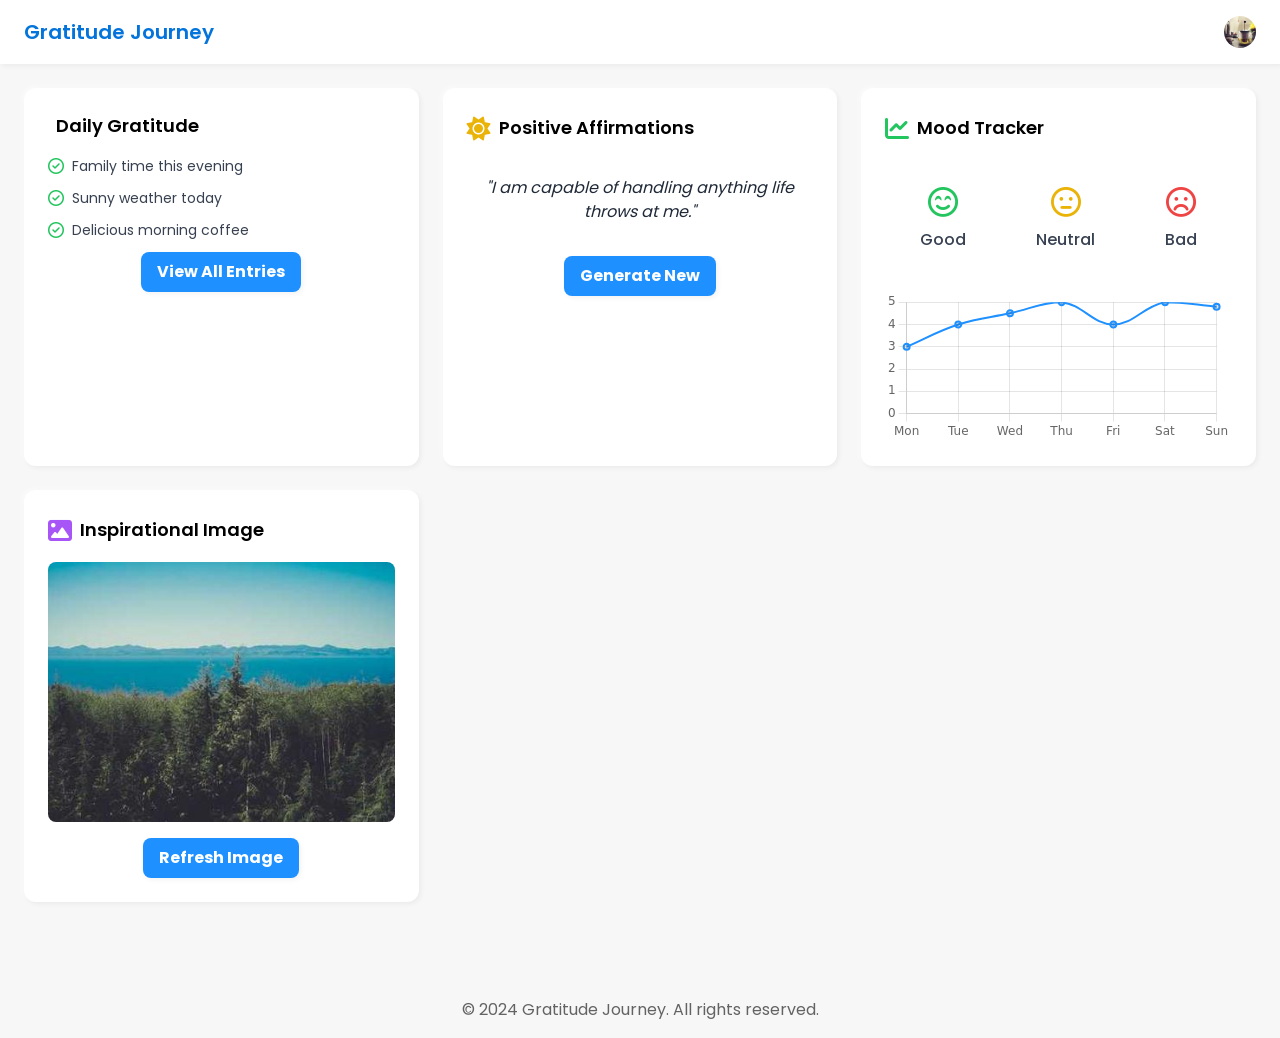 Gratitude Journey
Daily Gratitude
Family time this evening
Sunny weather today
Delicious morning coffee
View All Entries
Positive Affirmations
"I am capable of handling anything life
throws at me."
Generate New
Mood Tracker
Good Neutral Bad
5
4
3
2
1
0
Mon Tue Wed Thu Fri Sat Sun
Inspirational Image
Refresh Image
© 2024 Gratitude Journey. All rights reserved.